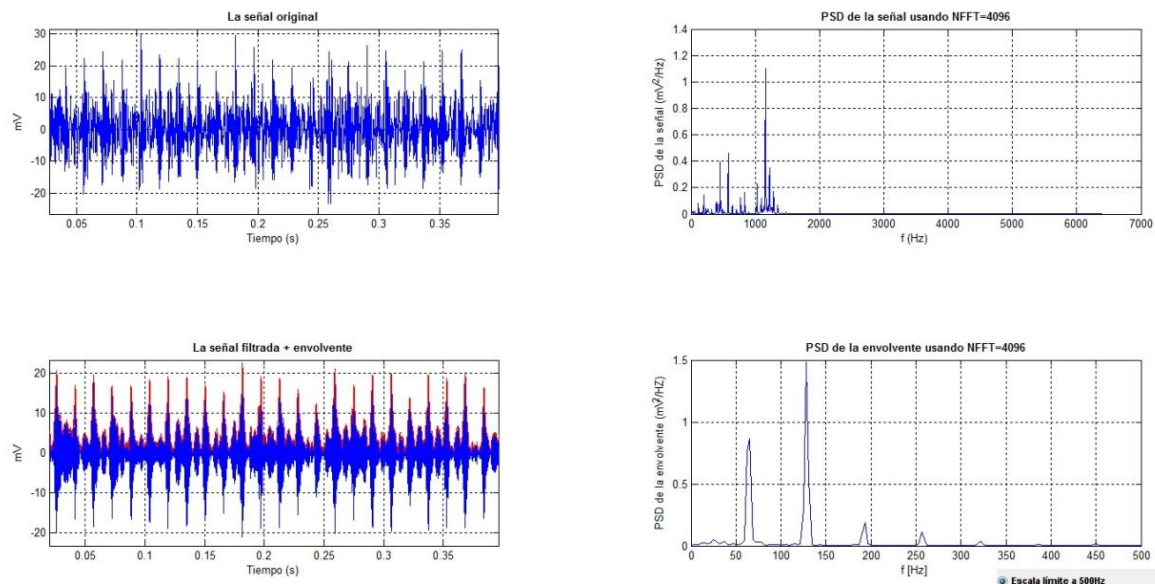 La señal original
30
20
10
0
-10
-20
mV
0.05 0.1 0.15 0.2 0.25 0.3 0.35
Tiempo (s)
PSD de la señal usando NFFT=4096
1.4
1.2
1
0.8
0.6
0.4
0.2
0
PSD de la señal (mV²/Hz)
0 1000 2000 3000 4000 5000 6000 7000
f (Hz)
La señal filtrada + envolvente
20
10
0
-10
-20
mV
0.05 0.1 0.15 0.2 0.25 0.3 0.35
Tiempo (s)
PSD de la envolvente usando NFFT=4096
1.5
1
0.5
0
PSD de la envolvente (mV²/HZ)
0 50 100 150 200 250 300 350 400 450 500
f [Hz]
Escala límite a 500Hz